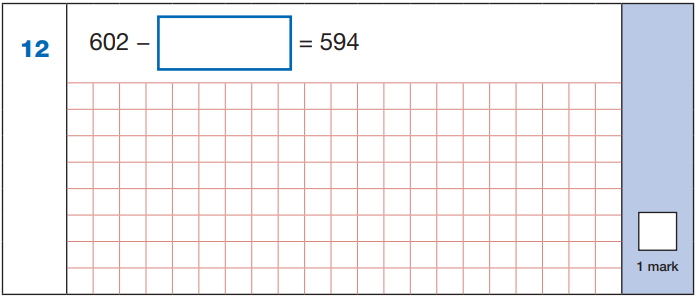 12
602 – = 594
1 mark